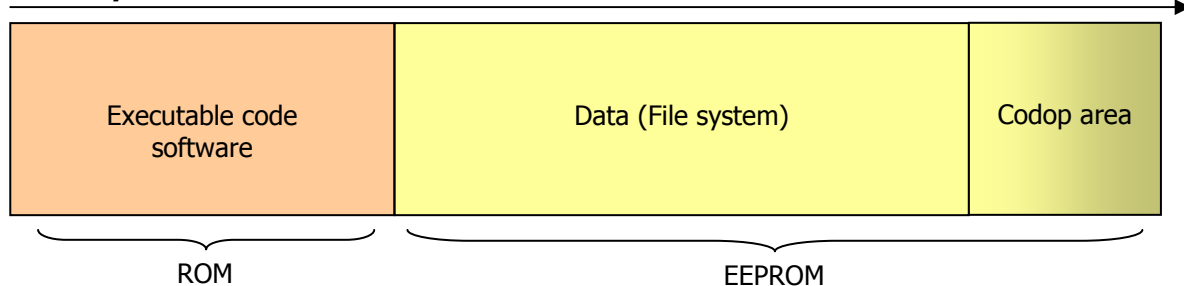 Executable code
software
Data (File system)
Codop area
ROM
EEPROM